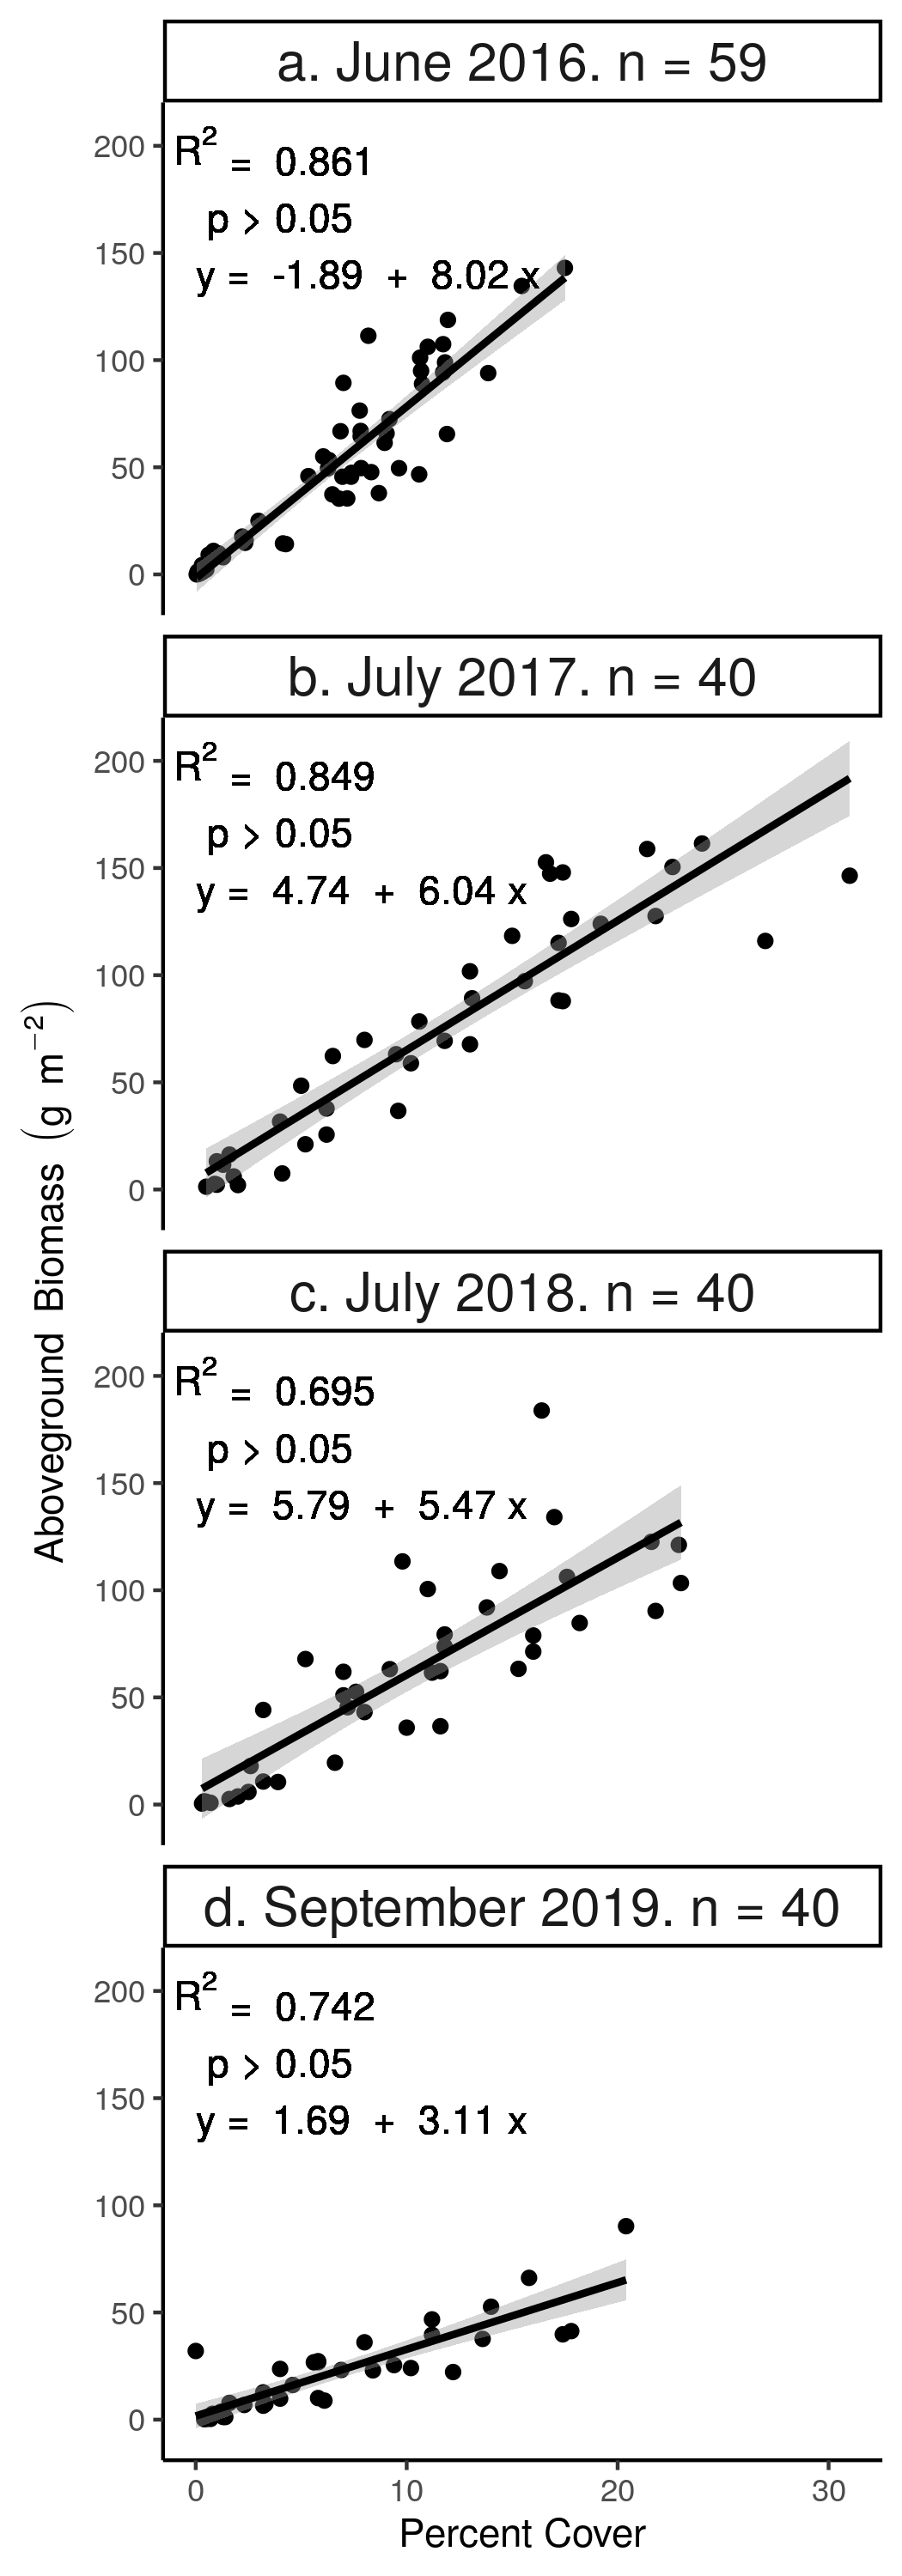 a. June 2016. n = 59
200
150
100
50
0
R² = 0.861
p > 0.05
y = -1.89 + 8.02 x
b. July 2017. n = 40
200
150
100
50
0
R² = 0.849
p > 0.05
y = 4.74 + 6.04 x
c. July 2018. n = 40
200
150
100
50
0
R² = 0.695
p > 0.05
y = 5.79 + 5.47 x
d. September 2019. n = 40
200
150
100
50
0
R² = 0.742
p > 0.05
y = 1.69 + 3.11 x
0 10 20 30
Percent Cover
Aboveground Biomass (g m⁻²)